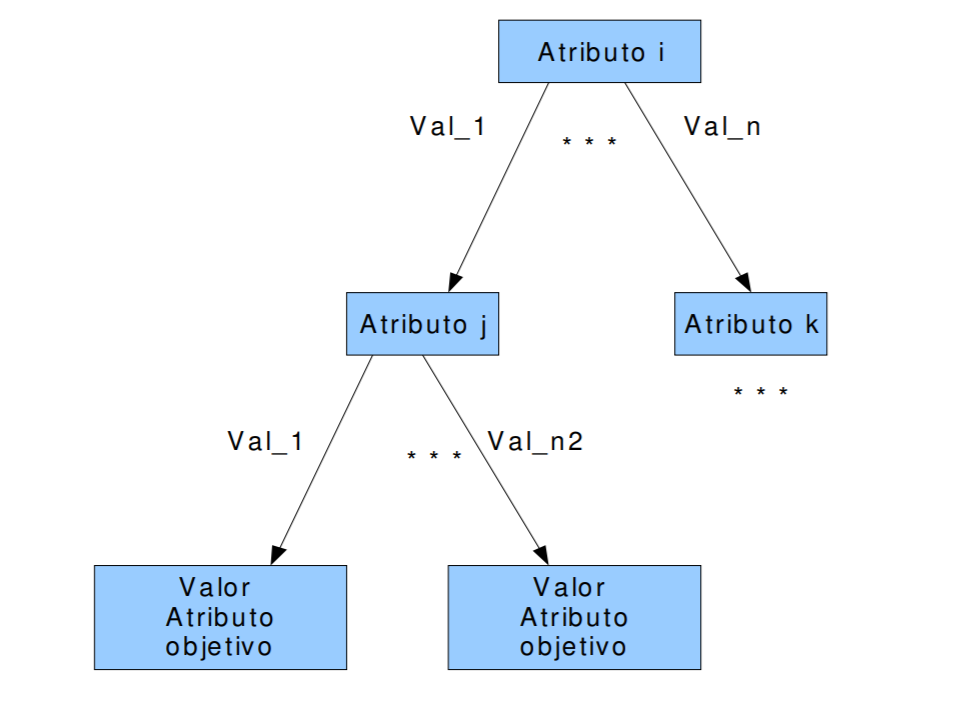 Atributo i
Val_1
* * *
Val_n
Atributo j
Atributo k
* * *
Val_1
* * *
Val_n2
Valor
Atributo
objetivo
Valor
Atributo
objetivo